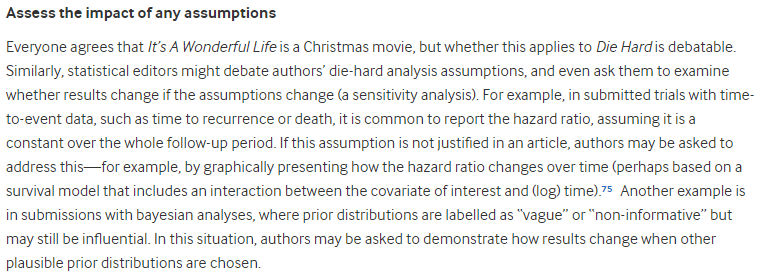 Assess the impact of any assumptions
Everyone agrees that It's A Wonderful Life is a Christmas movie, but whether this applies to Die Hard is debatable.
Similarly, statistical editors might debate authors' die-hard analysis assumptions, and even ask them to examine
whether results change if the assumptions change (a sensitivity analysis). For example, in submitted trials with time-
to-event data, such as time to recurrence or death, it is common to report the hazard ratio, assuming it is a
constant over the whole follow-up period. If this assumption is not justified in an article, authors may be asked to
address this—for example, by graphically presenting how the hazard ratio changes over time (perhaps based on a
survival model that includes an interaction between the covariate of interest and (log) time).75 Another example is
in submissions with bayesian analyses, where prior distributions are labelled as "vague" or "non-informative" but
may still be influential. In this situation, authors may be asked to demonstrate how results change when other
plausible prior distributions are chosen.